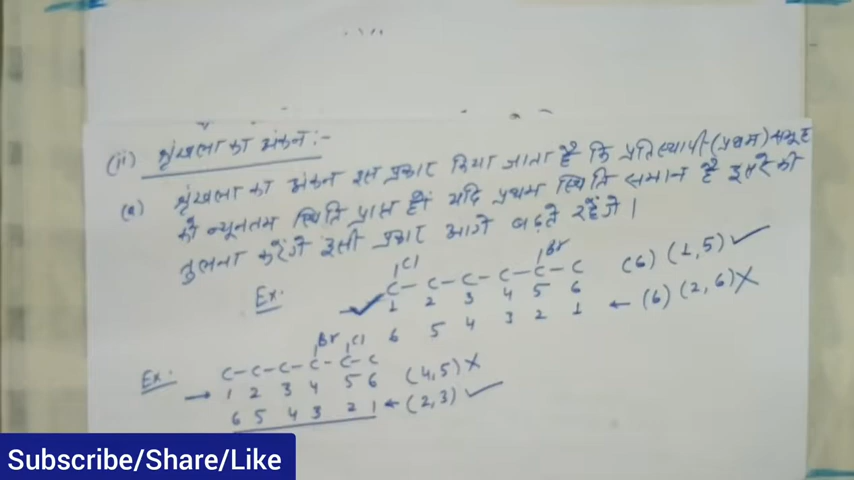 (ii) श्रृंखला का अंकन :-
(a) श्रृंखला का अंकन इस प्रकार किया जाता है कि प्रतिस्थापी (प्रथम) समूह
को न्यूनतम स्थिति प्राप्त हो। यदि प्रथम स्थिति समान है दूसरे की
तुलना करेंगे इसी प्रकार आगे बढ़ते रहेंगे।
Cl Br
Ex: C-C-C-C-C-C (6) (1,5) ✓
1 2 3 4 5 6
6 5 4 3 2 1 ← (6) (2,6) X
Br Cl
Ex: C-C-C-C-C-C
→ 1 2 3 4 5 6 (4,5) X
6 5 4 3 2 1 ← (2,3) ✓
Subscribe/Share/Like